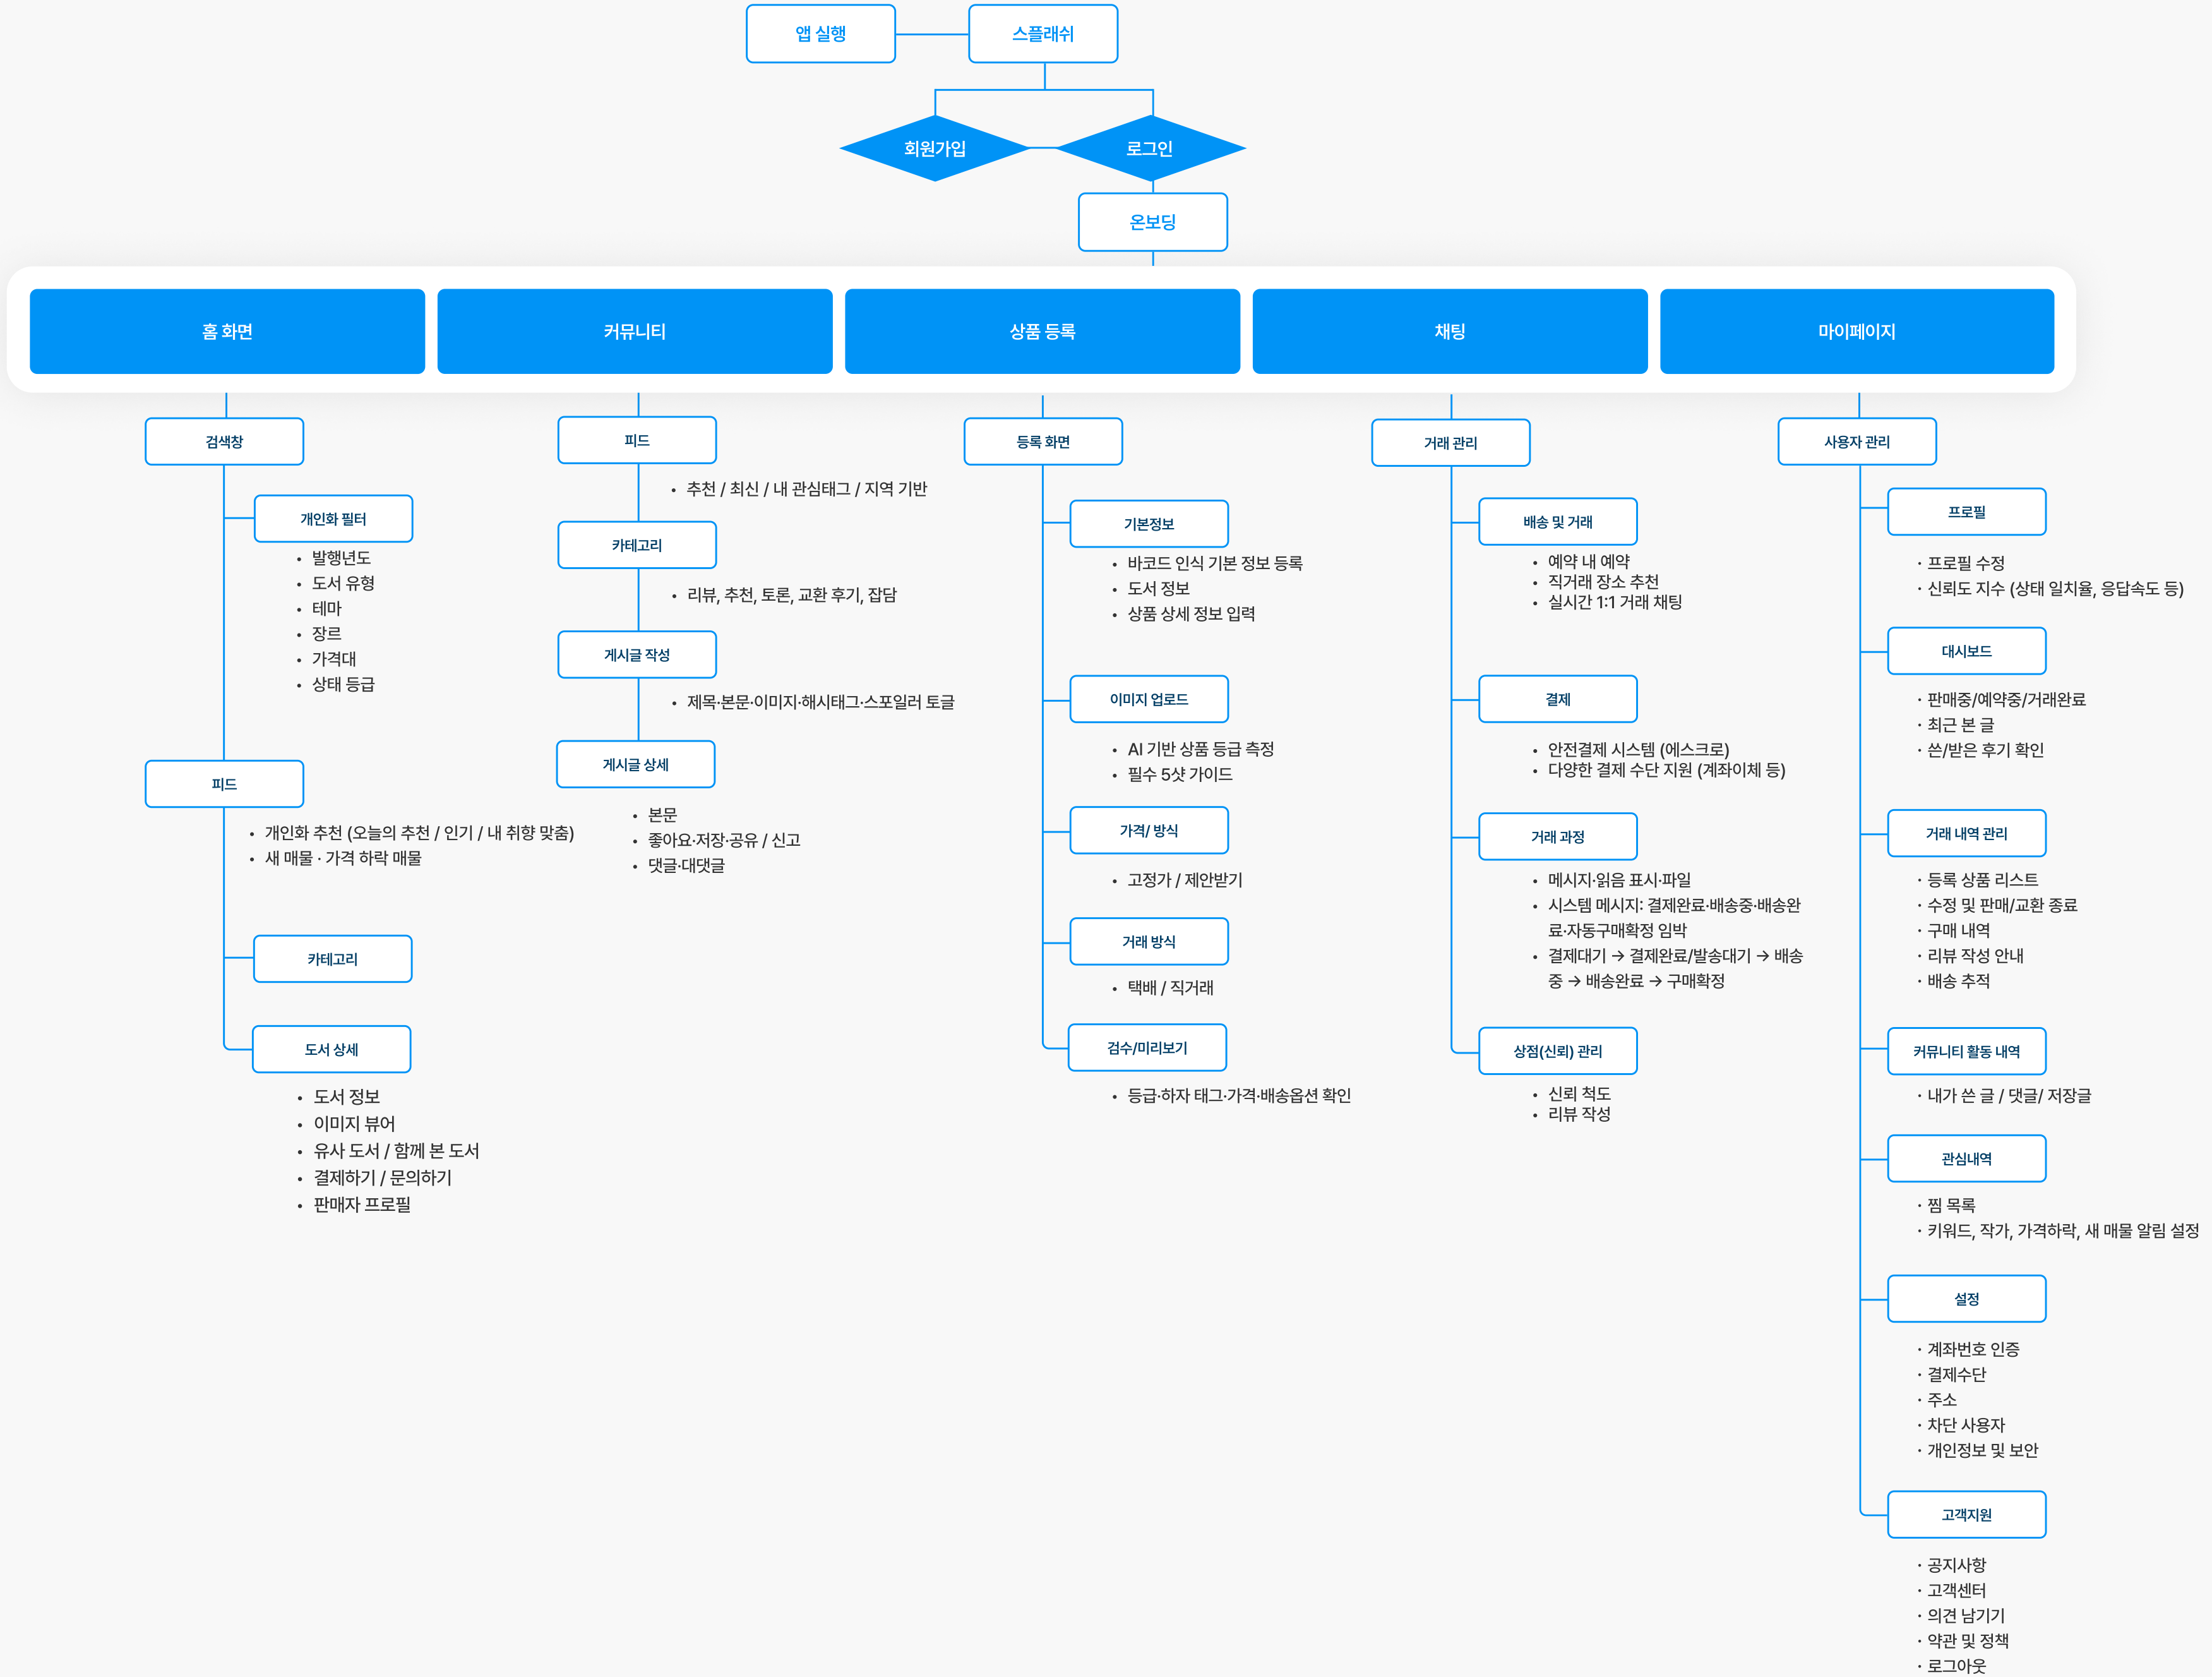 앱 실행
스플래쉬
회원가입
로그인
온보딩
홈 화면
커뮤니티
상품 등록
채팅
마이페이지
검색창
개인화 필터
• 발행년도
• 도서 유형
• 테마
• 장르
• 가격대
• 상태 등급
피드
• 개인화 추천 (오늘의 추천 / 인기 / 내 취향 맞춤)
• 새 매물 · 가격 하락 매물
카테고리
도서 상세
• 도서 정보
• 이미지 뷰어
• 유사 도서 / 함께 본 도서
• 결제하기 / 문의하기
• 판매자 프로필
피드
• 추천 / 최신 / 내 관심태그 / 지역 기반
카테고리
• 리뷰, 추천, 토론, 교환 후기, 잡담
게시글 작성
• 제목·본문·이미지·해시태그·스포일러 토글
게시글 상세
• 본문
• 좋아요·저장·공유 / 신고
• 댓글·대댓글
등록 화면
기본정보
• 바코드 인식 기본 정보 등록
• 도서 정보
• 상품 상세 정보 입력
이미지 업로드
• AI 기반 상품 등급 측정
• 필수 5샷 가이드
가격/ 방식
• 고정가 / 제안받기
거래 방식
• 택배 / 직거래
검수/미리보기
• 등급·하자 태그·가격·배송옵션 확인
거래 관리
배송 및 거래
• 예약 내 예약
• 직거래 장소 추천
• 실시간 1:1 거래 채팅
결제
• 안전결제 시스템 (에스크로)
• 다양한 결제 수단 지원 (계좌이체 등)
거래 과정
• 메시지·읽음 표시·파일
• 시스템 메시지: 결제완료·배송중·배송완
료·자동구매확정 임박
• 결제대기 → 결제완료/발송대기 → 배송
중 → 배송완료 → 구매확정
상점(신뢰) 관리
• 신뢰 척도
• 리뷰 작성
사용자 관리
프로필
· 프로필 수정
· 신뢰도 지수 (상태 일치율, 응답속도 등)
대시보드
· 판매중/예약중/거래완료
· 최근 본 글
· 쓴/받은 후기 확인
거래 내역 관리
· 등록 상품 리스트
· 수정 및 판매/교환 종료
· 구매 내역
· 리뷰 작성 안내
· 배송 추적
커뮤니티 활동 내역
· 내가 쓴 글 / 댓글/ 저장글
관심내역
· 찜 목록
· 키워드, 작가, 가격하락, 새 매물 알림 설정
설정
· 계좌번호 인증
· 결제수단
· 주소
· 차단 사용자
· 개인정보 및 보안
고객지원
· 공지사항
· 고객센터
· 의견 남기기
· 약관 및 정책
· 로그아웃